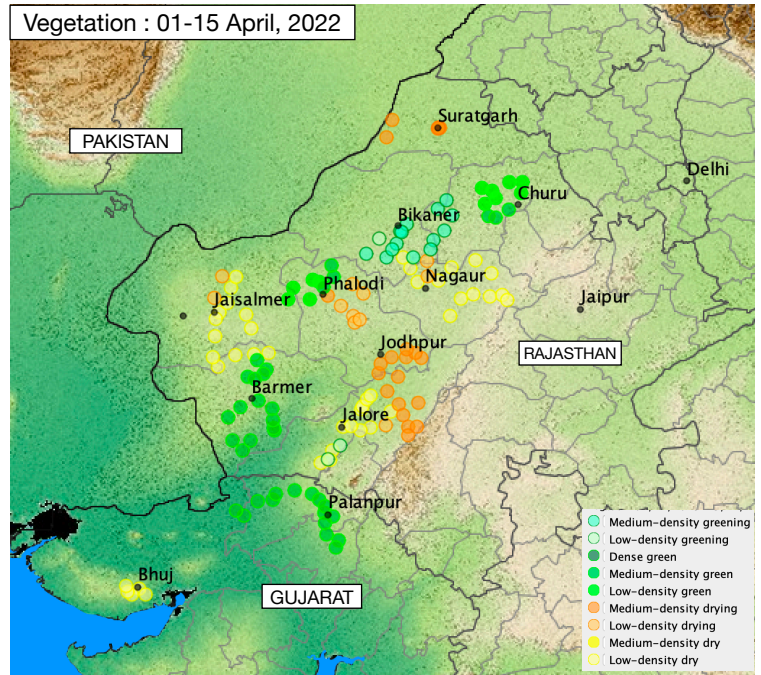 Vegetation : 01-15 April, 2022
Suratgarh
PAKISTAN
Delhi
Churu
Bikaner
Nagaur
Phalodi
Jaisalmer
Jaipur
Jodhpur
RAJASTHAN
Barmer
Jalore
Palanpur
Bhuj
GUJARAT
Medium-density greening
Low-density greening
Dense green
Medium-density green
Low-density green
Medium-density drying
Low-density drying
Medium-density dry
Low-density dry